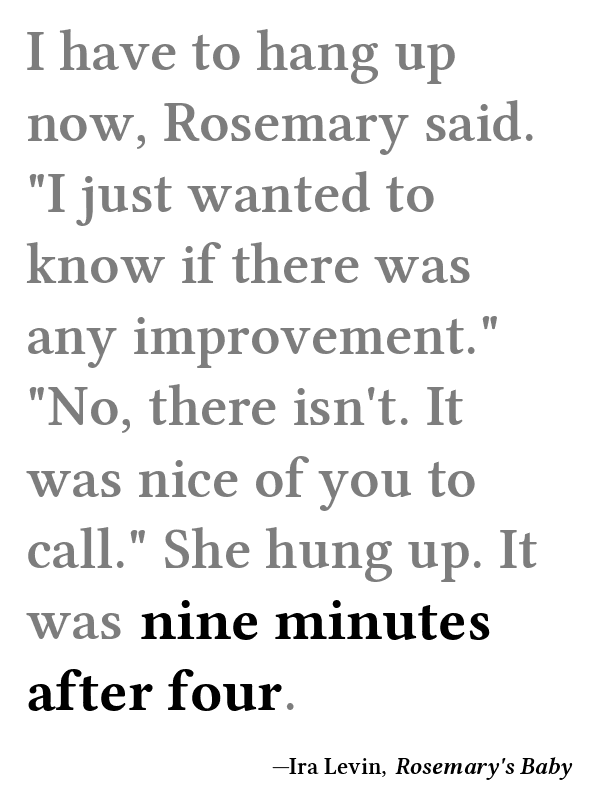 I have to hang up
now, Rosemary said.
"I just wanted to
know if there was
any improvement."
"No, there isn't. It
was nice of you to
call." She hung up. It
was nine minutes
after four.
—Ira Levin, Rosemary's Baby